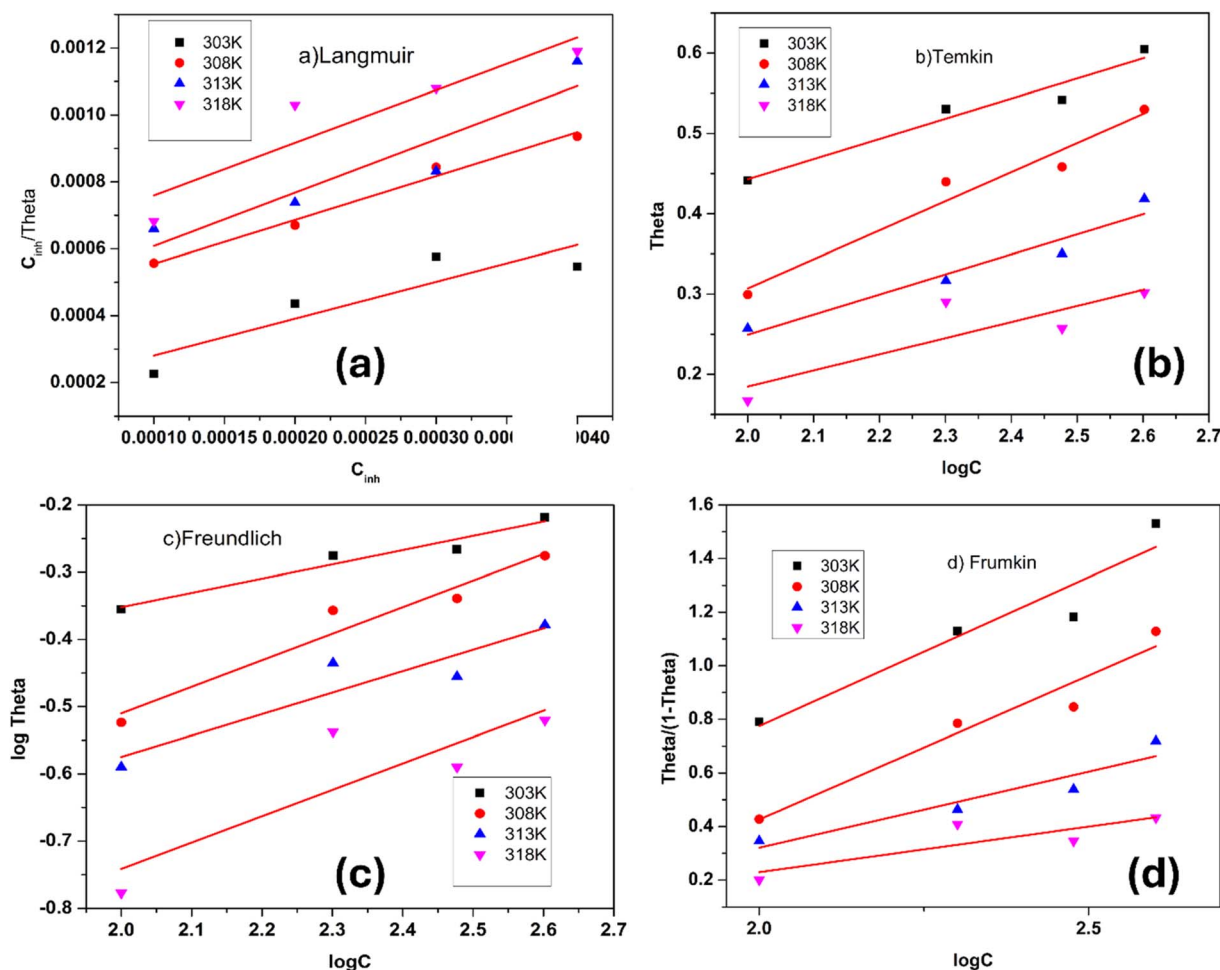 303K
308K
313K
318K
a)Langmuir
0.0012
0.0010
0.0008
0.0006
0.0004
0.0002
C_inh/Theta
(a)
0.00010 0.00015 0.00020 0.00025 0.00030 0.000 0040
C_inh
303K
308K
313K
318K
b)Temkin
0.6
0.5
0.4
0.3
0.2
Theta
(b)
2.0 2.1 2.2 2.3 2.4 2.5 2.6 2.7
logC
c)Freundlich
-0.2
-0.3
-0.4
-0.5
-0.6
-0.7
-0.8
log Theta
303K
308K
313K
318K
(c)
2.0 2.1 2.2 2.3 2.4 2.5 2.6 2.7
logC
d) Frumkin
303K
308K
313K
318K
1.6
1.4
1.2
1.0
0.8
0.6
0.4
0.2
Theta/(1-Theta)
(d)
2.0 2.5
logC